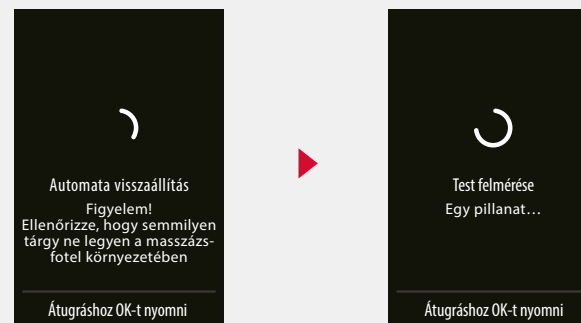 Automata visszaállítás
Figyelem!
Ellenőrizze, hogy semmilyen
tárgy ne legyen a masszázs-
fotel környezetében
Átugráshoz OK-t nyomni
Test felmérése
Egy pillanat...
Átugráshoz OK-t nyomni